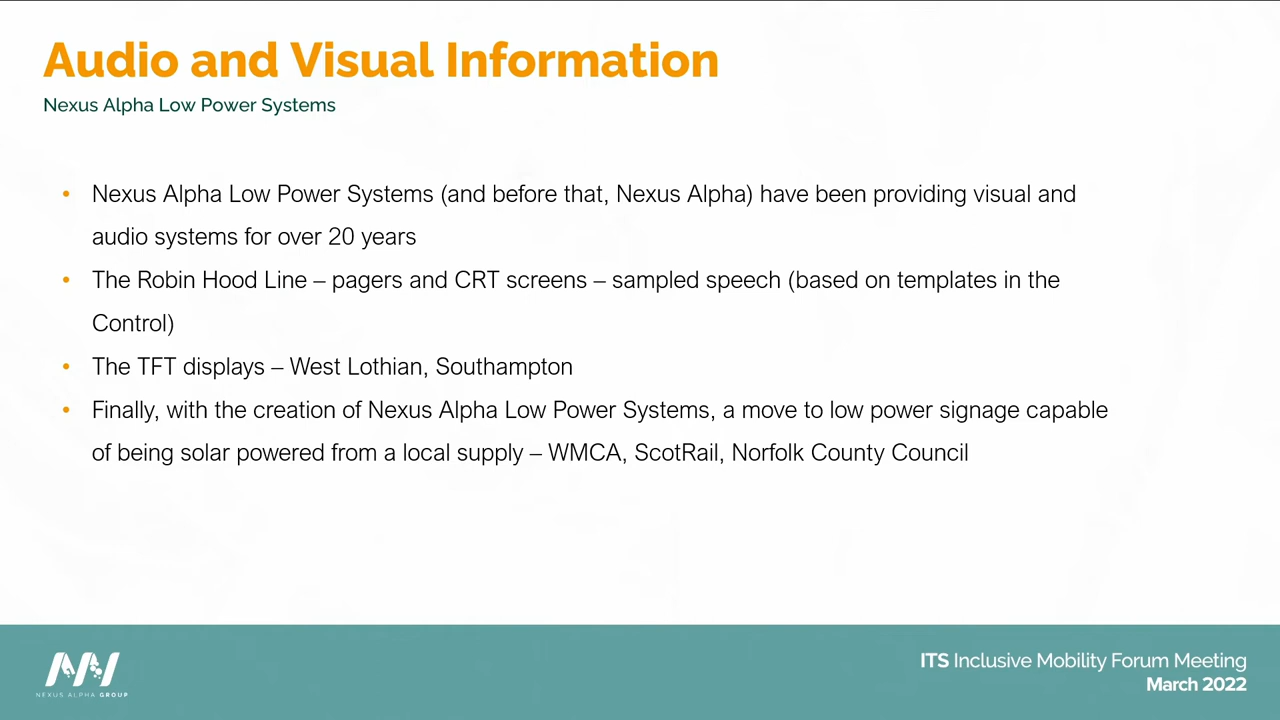 Audio and Visual Information
Nexus Alpha Low Power Systems
• Nexus Alpha Low Power Systems (and before that, Nexus Alpha) have been providing visual and
audio systems for over 20 years
• The Robin Hood Line – pagers and CRT screens – sampled speech (based on templates in the
Control)
• The TFT displays – West Lothian, Southampton
• Finally, with the creation of Nexus Alpha Low Power Systems, a move to low power signage capable
of being solar powered from a local supply – WMCA, ScotRail, Norfolk County Council
NEXUS ALPHA GROUP
ITS Inclusive Mobility Forum Meeting
March 2022